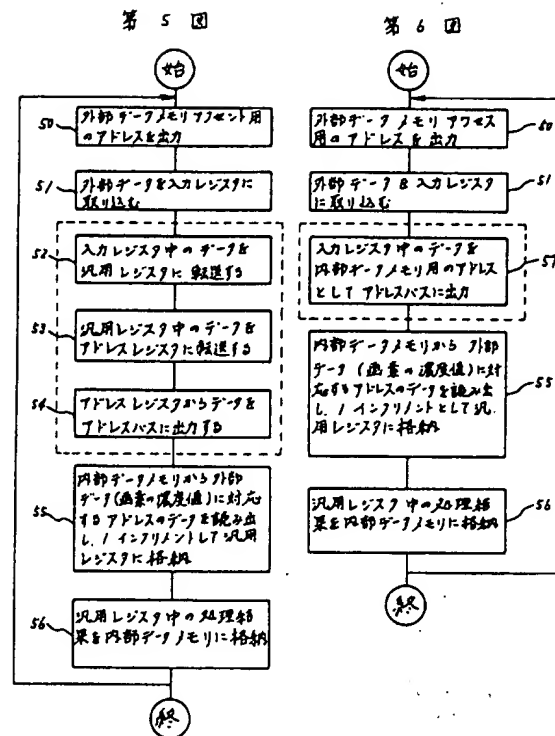 第 5 図
始
50
外部データメモリアクセント用
のアドレスを出力
51
外部データを入力レジスタに
取り込む
52
入力レジスタ中のデータを
汎用レジスタに転送する
53
汎用レジスタ中のデータを
アドレスレジスタに転送する
54
アドレスレジスタからデータを
アドレスバスに出力する
55
内部データメモリから外部
データ(画素の濃度値)に対応
するアドレスのデータを読み出
し、1インクリメントして汎用
レジスタに格納
56
汎用レジスタ中の処理結
果を内部データメモリに格納
終
第 6 図
始
50
外部データメモリアクセス
用のアドレスを出力
51
外部データを入力レジスタ
に取り込む
57
入力レジスタ中のデータを
内部データメモリ用のアドレス
としてアドレスバスに出力
55
内部データメモリから外部
データ(画素の濃度値)に対
応するアドレスのデータを読み出
し、1インクリメントとして汎
用レジスタに格納
56
汎用レジスタ中の処理結
果を内部データメモリに格納
終